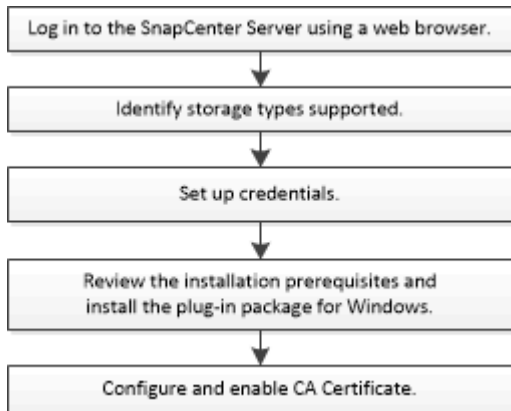 Log in to the SnapCenter Server using a web browser.
Identify storage types supported.
Set up credentials.
Review the installation prerequisites and
install the plug-in package for Windows.
Configure and enable CA Certificate.